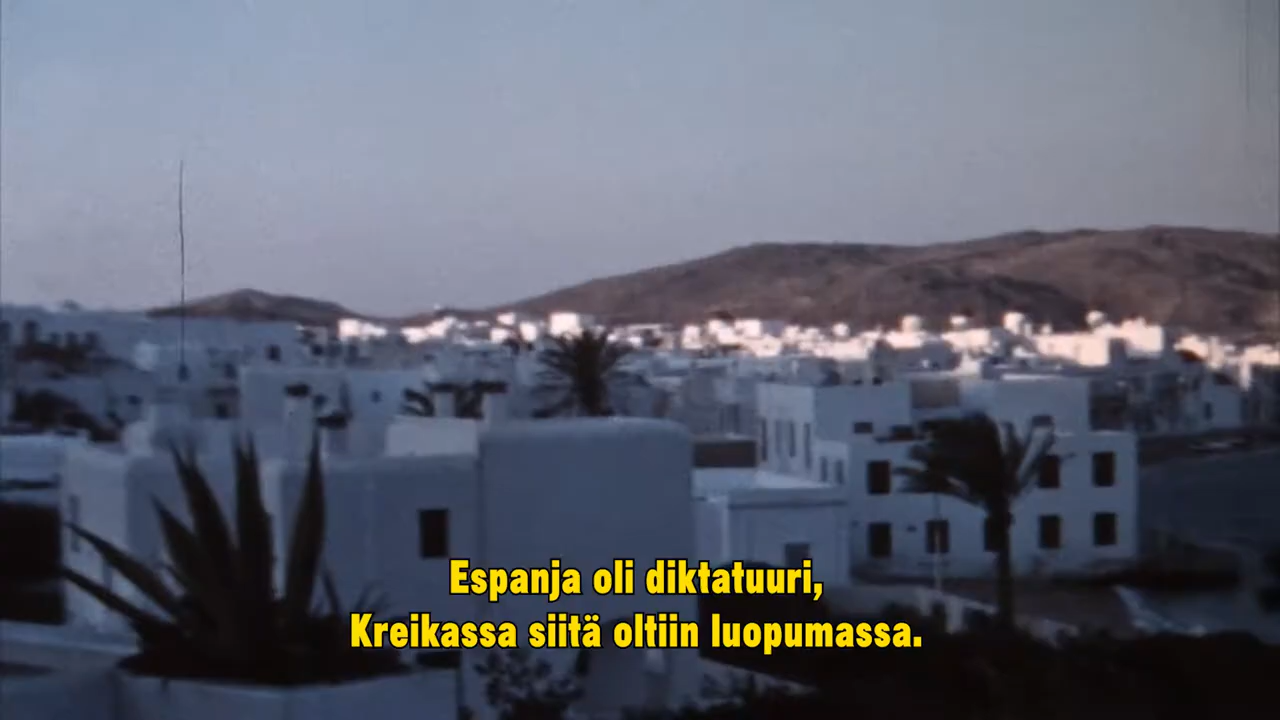 Espanja oli diktatuuri,
Kreikassa siitä oltiin luopumassa.